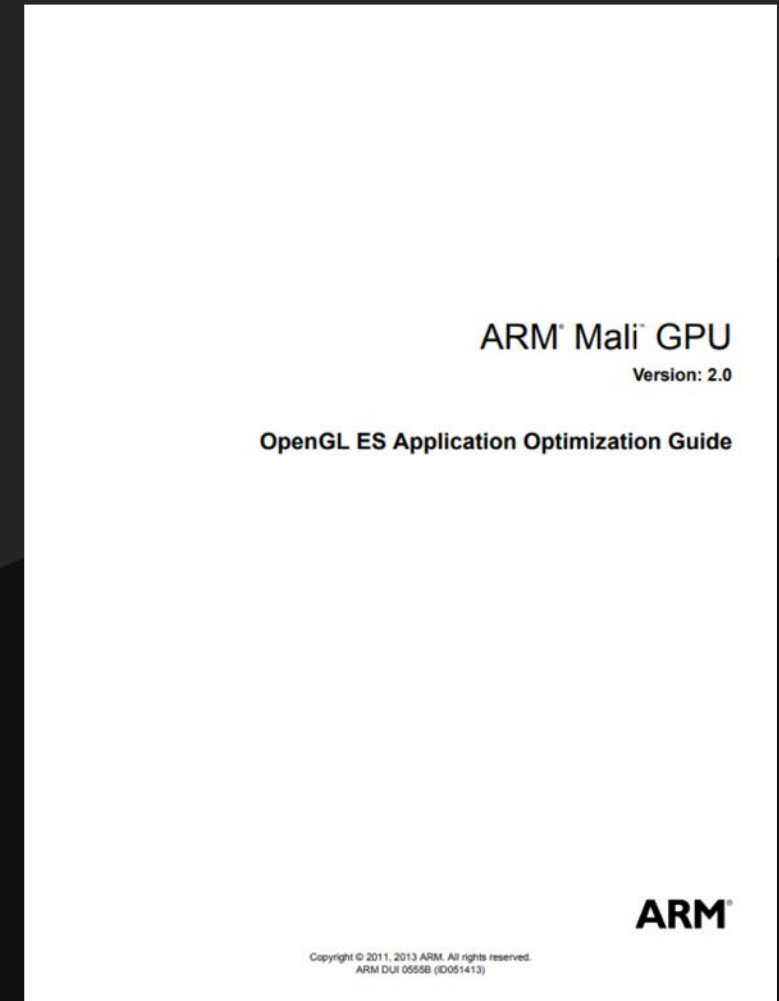 ARM® Mali™ GPU
Version: 2.0
OpenGL ES Application Optimization Guide
ARM®
Copyright © 2011, 2013 ARM. All rights reserved.
ARM DUI 0555B (ID051413)